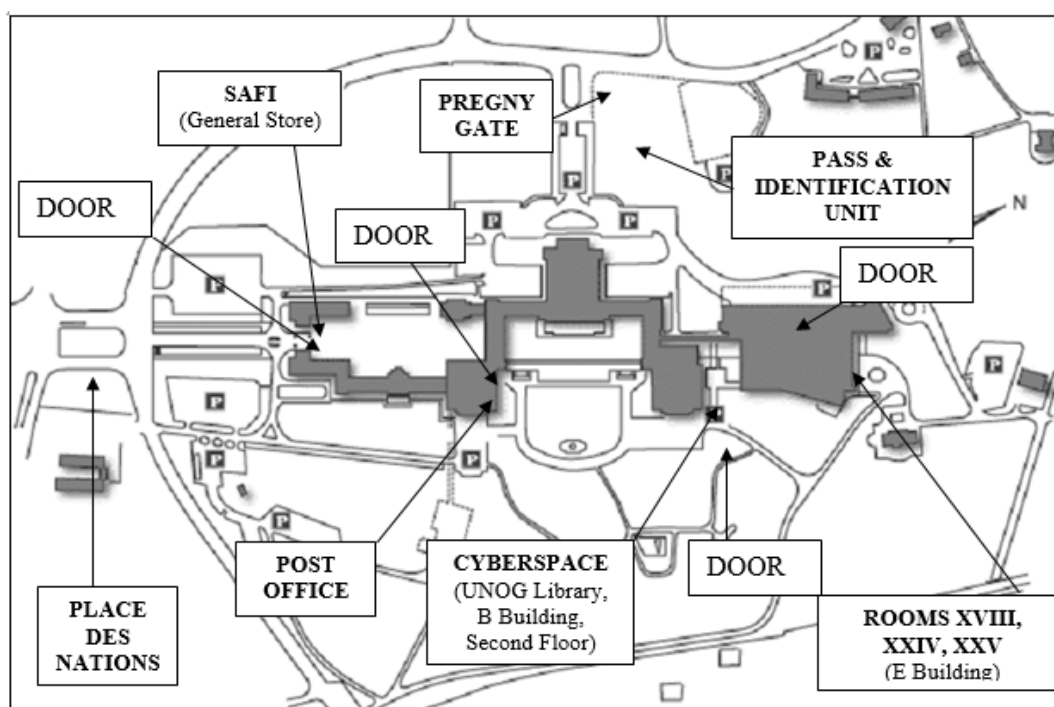 SAFI
(General Store)
PREGNY
GATE
P
P
PASS &
IDENTIFICATION
UNIT
DOOR
DOOR
P
P
P
N
DOOR
P
P
P
P
P
P
P
P
P
POST
OFFICE
CYBERSPACE
(UNOG Library,
B Building,
Second Floor)
DOOR
PLACE
DES
NATIONS
ROOMS XVIII,
XXIV, XXV
(E Building)